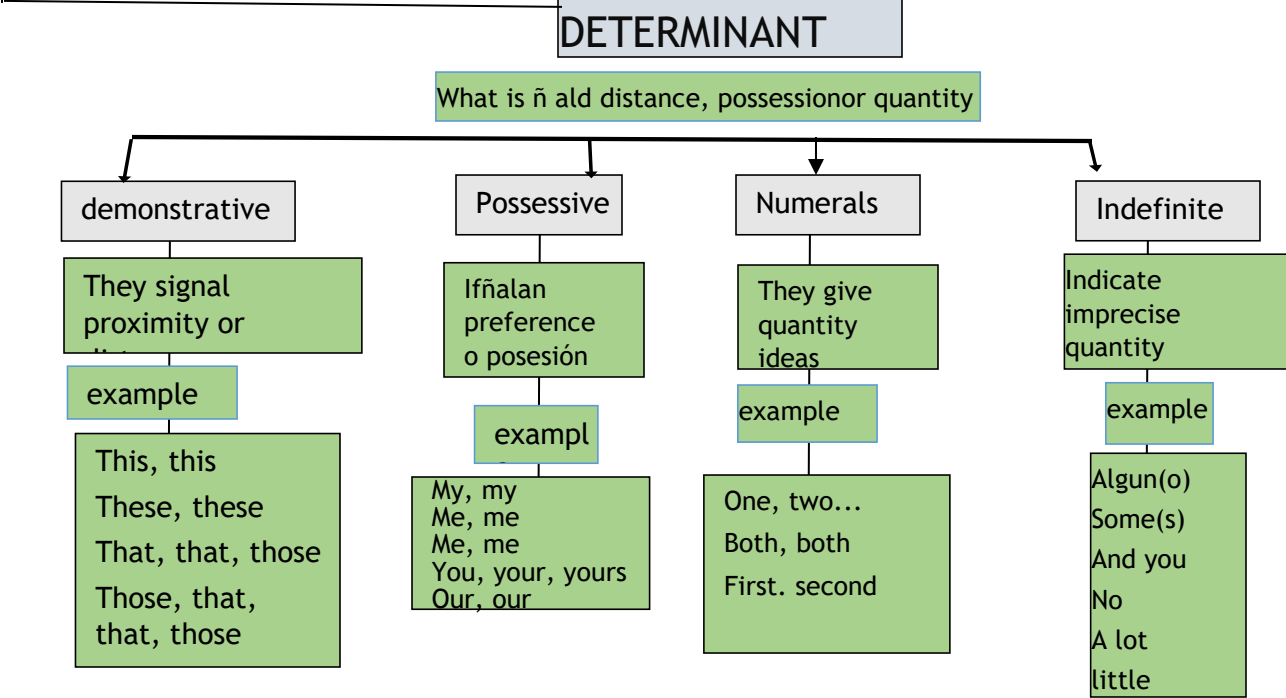 DETERMINANT
What is ñ ald distance, possessionor quantity
demonstrative
Possessive
Numerals
Indefinite
They signal
proximity or
Ifñalan
preference
o posesión
They give
quantity
ideas
Indicate
imprecise
quantity
example
exampl
example
example
This, this
These, these
That, that, those
Those, that,
that, those
My, my
Me, me
Me, me
You, your, yours
Our, our
One, two...
Both, both
First. second
Algun(o)
Some(s)
And you
No
A lot
little